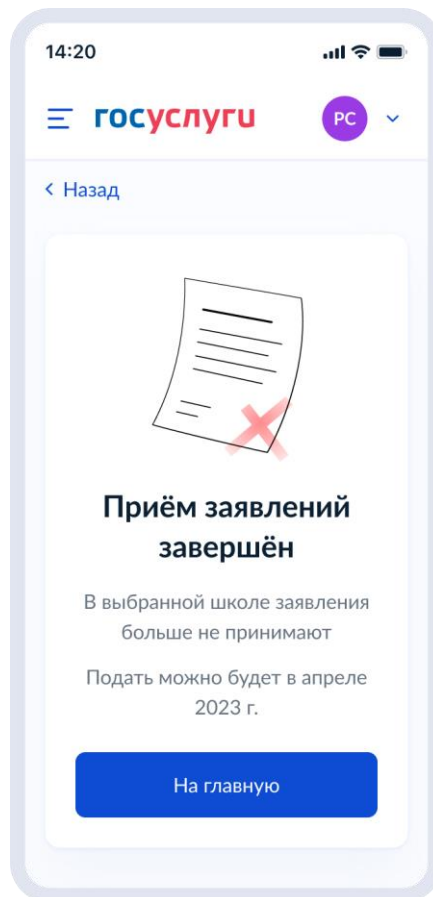 14:20
госуслуги
РС
Назад
Приём заявлений
завершён
В выбранной школе заявления
больше не принимают
Подать можно будет в апреле
2023 г.
На главную